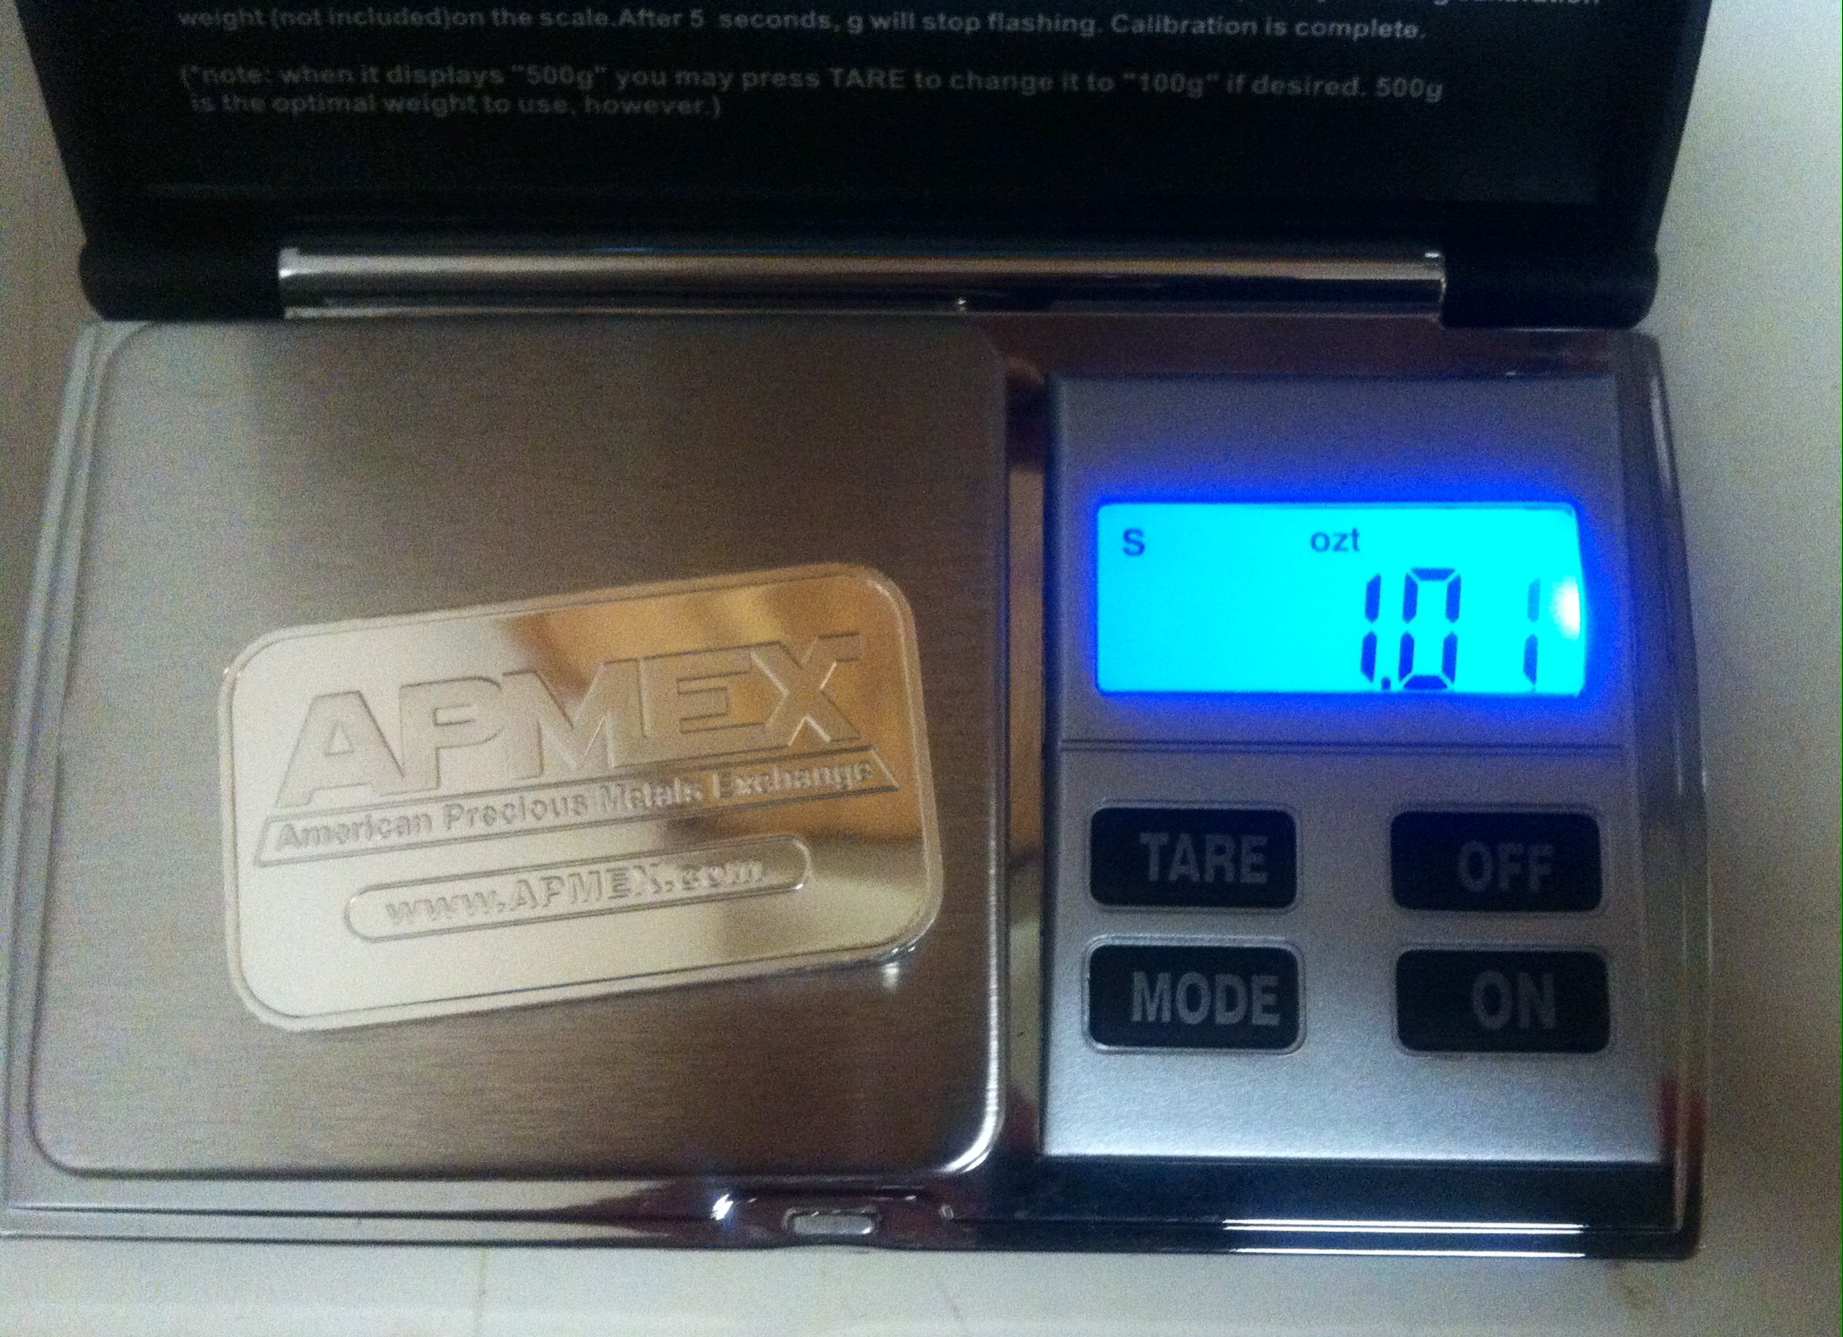 weight (not included)on the scale.After 5 seconds, g will stop flashing. Calibration is complete.
(*note: when it displays "500g" you may press TARE to change it to "100g" if desired. 500g
is the optimal weight to use, however.)
S ozt
1.01
APMEX
American Precious Metals Exchange
www.APMEX.com
TARE OFF
MODE ON